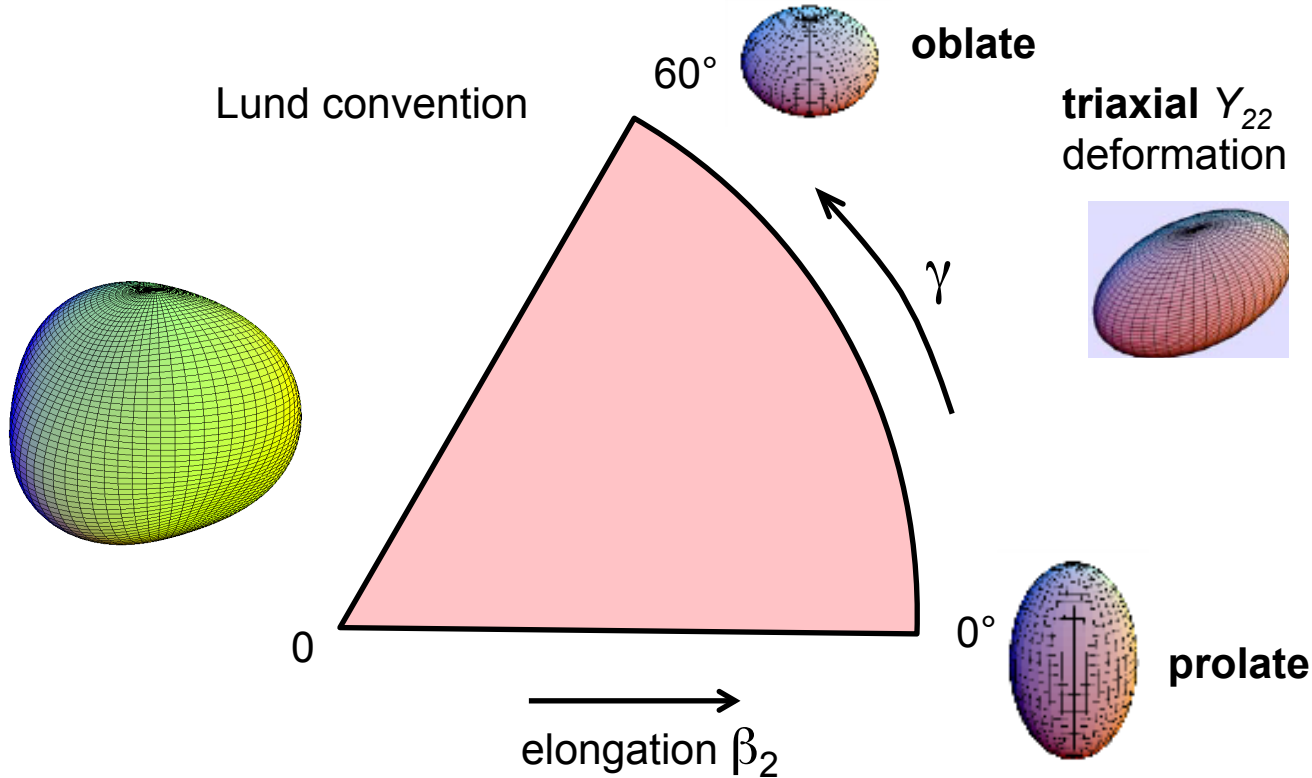 oblate
60°
Lund convention
triaxial Y₂₂
deformation
γ
0
0°
prolate
elongation β₂